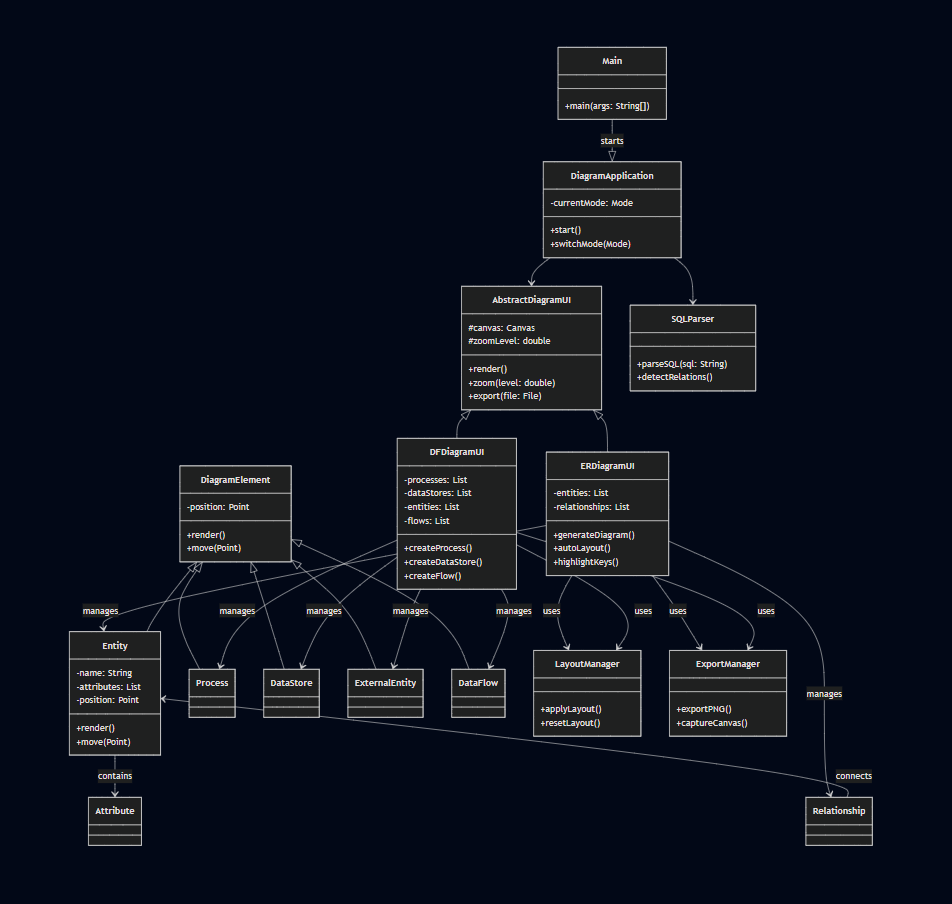 Main
+main(args: String[])
starts
DiagramApplication
-currentMode: Mode
+start()
+switchMode(Mode)
AbstractDiagramUI
#canvas: Canvas
#zoomLevel: double
+render()
+zoom(level: double)
+export(file: File)
SQLParser
+parseSQL(sql: String)
+detectRelations()
DFDiagramUI
-processes: List
-dataStores: List
-entities: List
-flows: List
+createProcess()
+createDataStore()
+createFlow()
ERDiagramUI
-entities: List
-relationships: List
+generateDiagram()
+autoLayout()
+highlightKeys()
DiagramElement
-position: Point
+render()
+move(Point)
manages
manages
manages
manages
manages
uses
uses
uses
uses
Entity
-name: String
-attributes: List
-position: Point
+render()
+move(Point)
Process
DataStore
ExternalEntity
DataFlow
LayoutManager
+applyLayout()
+resetLayout()
ExportManager
+exportPNG()
+captureCanvas()
manages
contains
connects
Attribute
Relationship